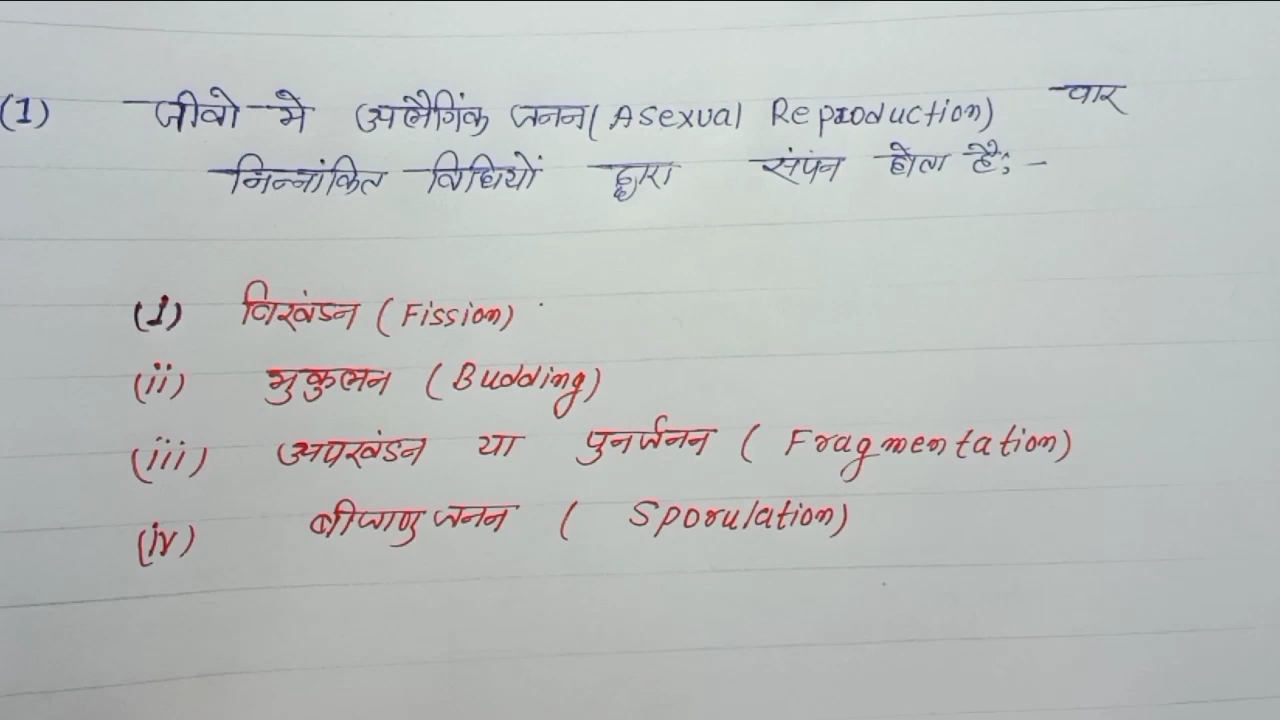 (1) जीवो मे अलैगिंक जनन (Asexual Reproduction) चार
निन्नांकित विधियों द्वारा संपंन होता है:-
(i) विखंडन (Fission)
(ii) मुकुलन (Budding)
(iii) अपखंडन या पुनर्जनन (Fragmentation)
(iv) बीजाणुजनन (Sporulation)